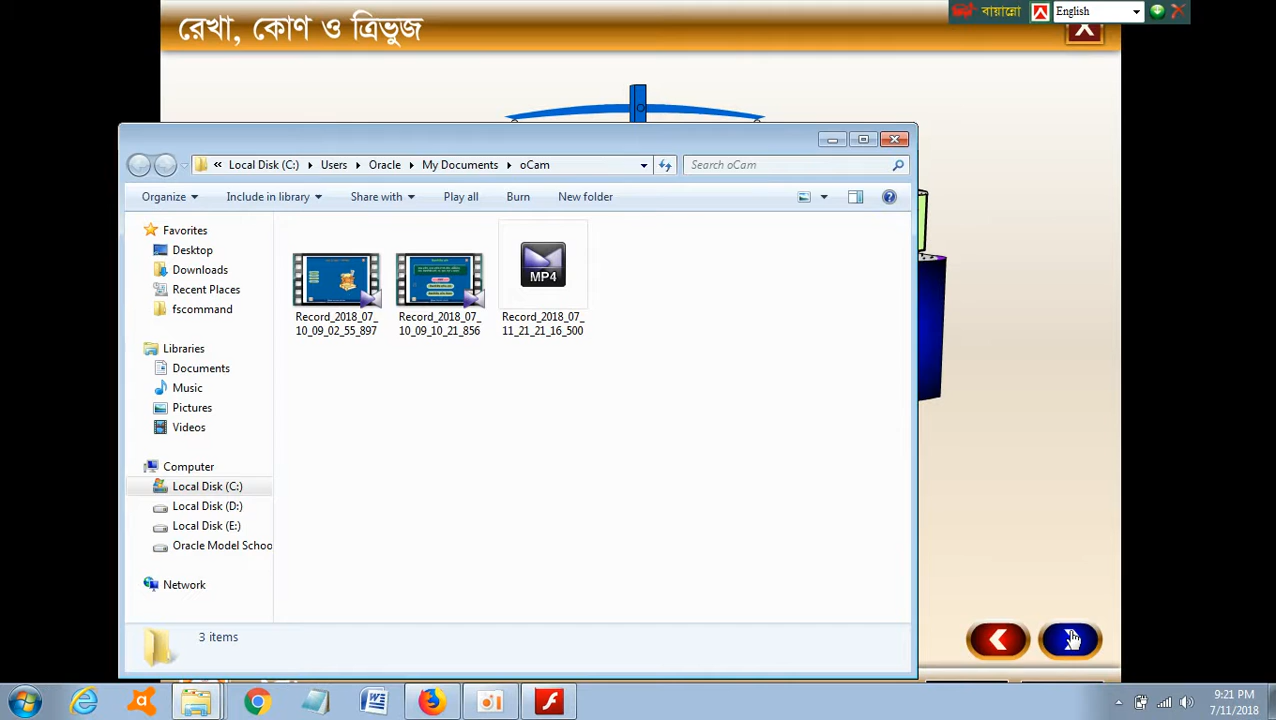 রেখা, কোণ ও ত্রিভুজ
বায়ান্নো
English
« Local Disk (C:) Users Oracle My Documents oCam
Search oCam
Organize Include in library Share with Play all Burn New folder
Favorites
Desktop
Downloads
Recent Places
fscommand
Libraries
Documents
Music
Pictures
Videos
Computer
Local Disk (C:)
Local Disk (D:)
Local Disk (E:)
Oracle Model Schoo
Network
MP4
Record_2018_07_
10_09_02_55_897
Record_2018_07_
10_09_10_21_856
Record_2018_07_
11_21_21_16_500
3 items
9:21 PM
7/11/2018